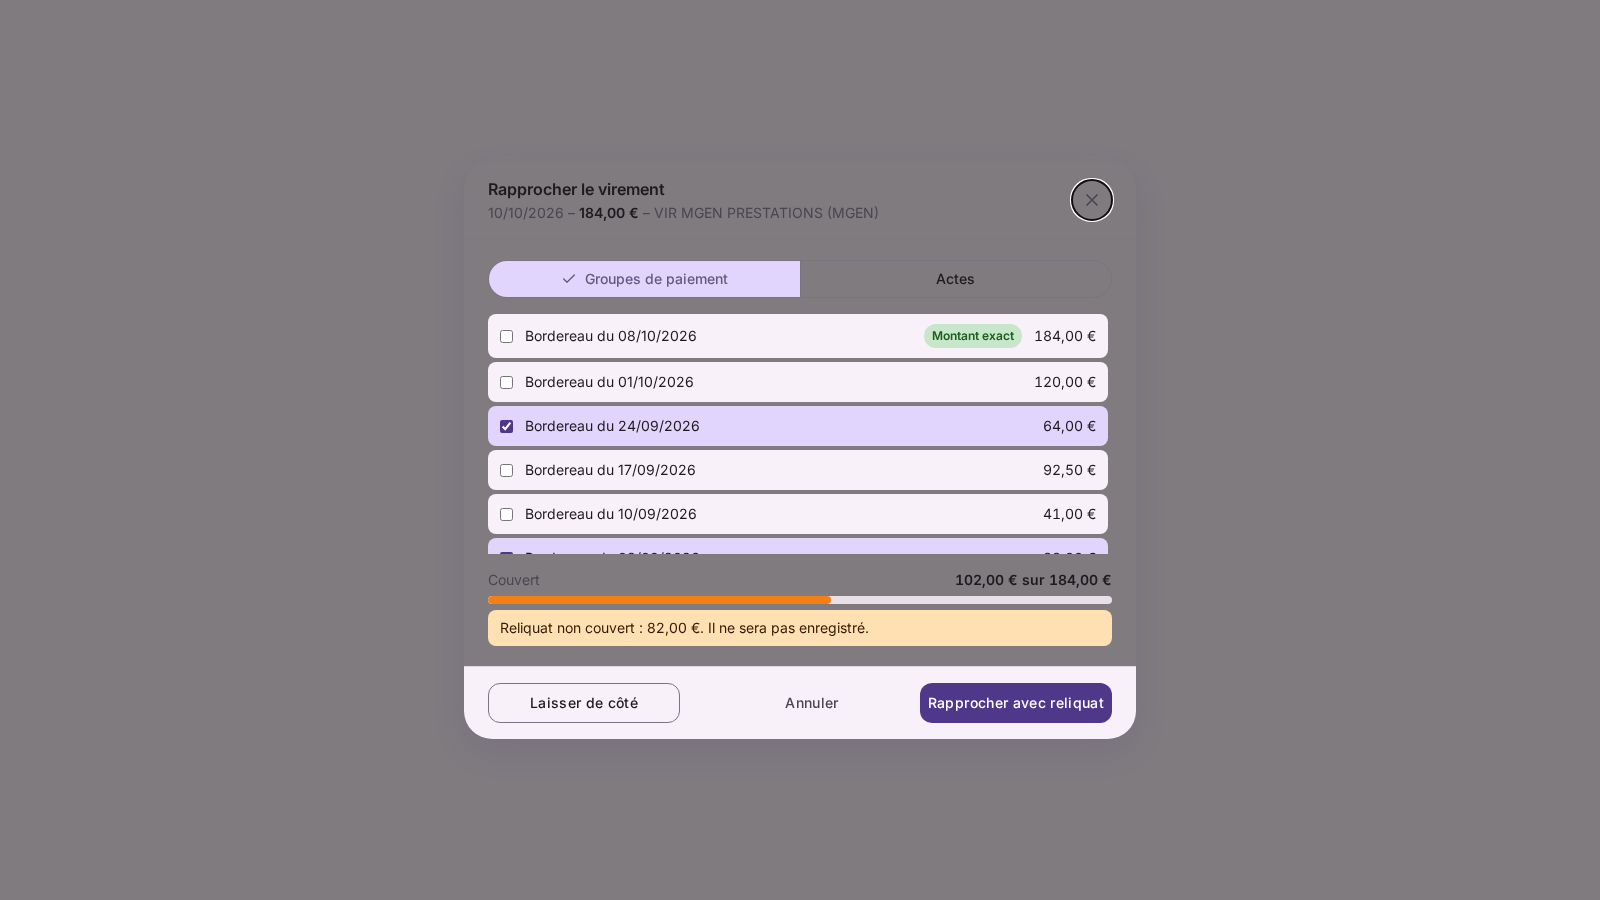 Rapprocher le virement
10/10/2026 – 184,00 € – VIR MGEN PRESTATIONS (MGEN)
Groupes de paiement
Actes
Bordereau du 08/10/2026 Montant exact 184,00 €
Bordereau du 01/10/2026 120,00 €
Bordereau du 24/09/2026 64,00 €
Bordereau du 17/09/2026 92,50 €
Bordereau du 10/09/2026 41,00 €
Couvert 102,00 € sur 184,00 €
Reliquat non couvert : 82,00 €. Il ne sera pas enregistré.
Laisser de côté
Annuler
Rapprocher avec reliquat